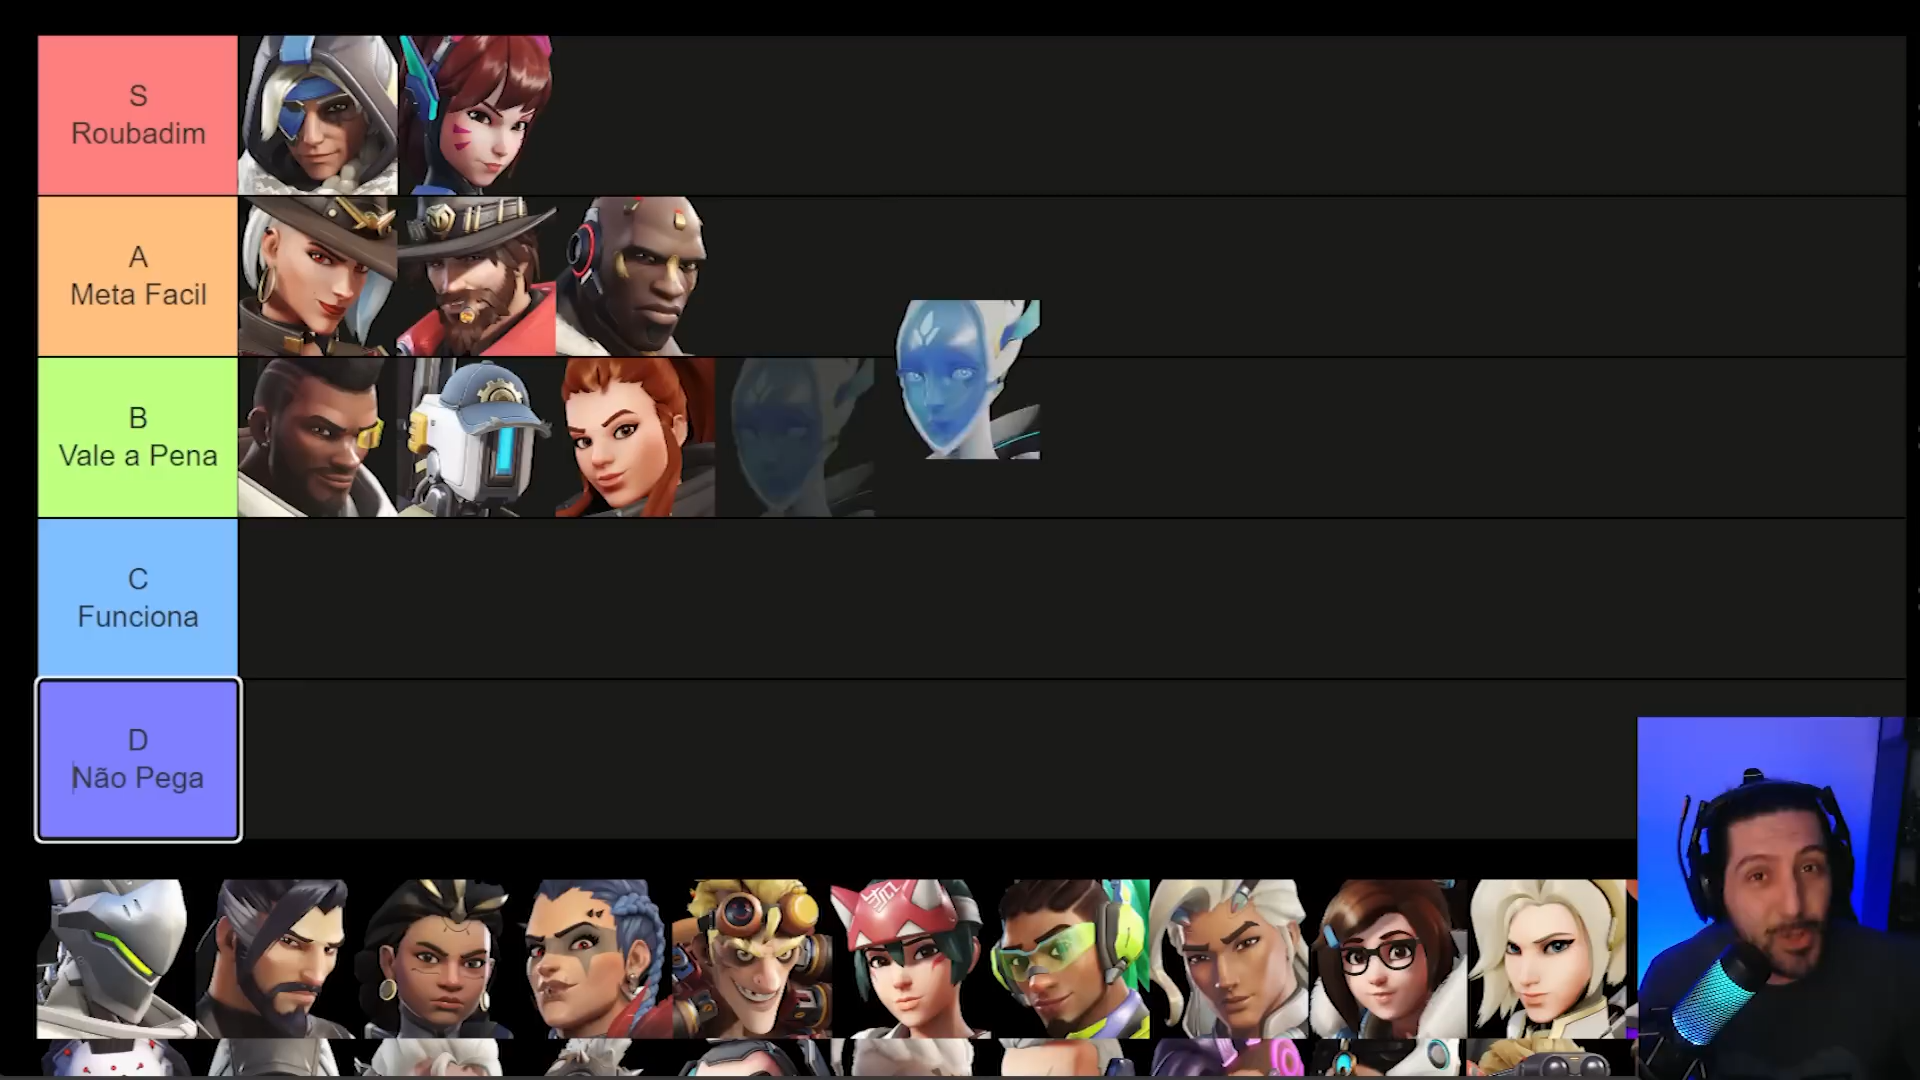 S
Roubadim
A
Meta Facil
B
Vale a Pena
C
Funciona
D
Não Pega